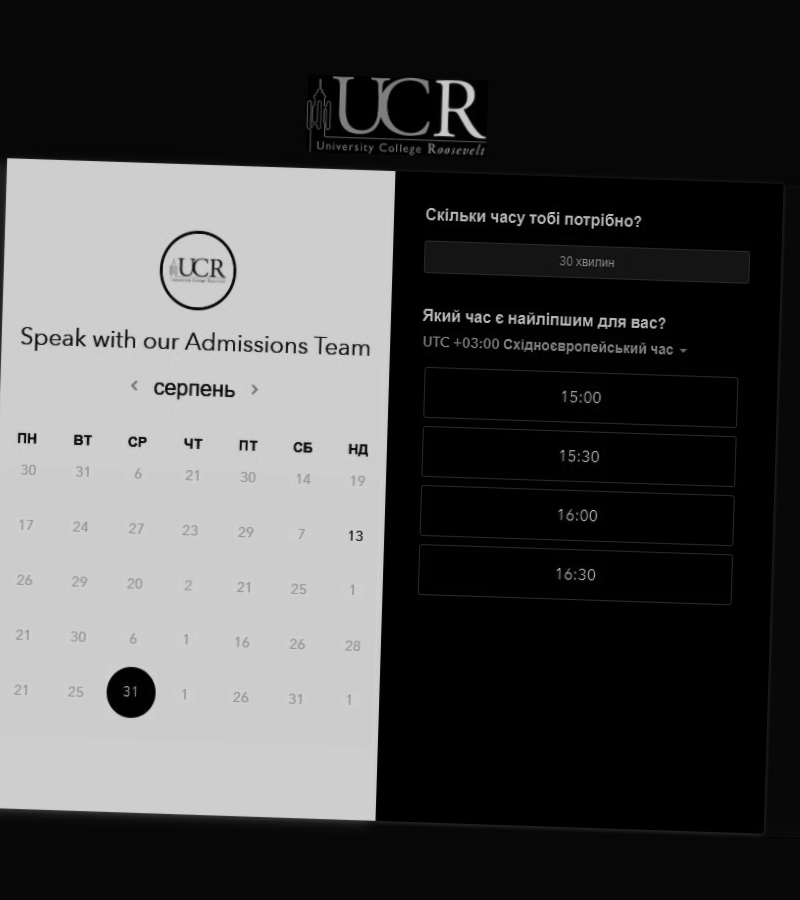 UCR
University College Roosevelt
UCR
University College Roosevelt
Speak with our Admissions Team
серпень
ПН ВТ СР ЧТ ПТ СБ НД
30 31 6 21 30 14 19
17 24 27 23 29 7 13
26 29 20 2 21 25 1
21 30 6 1 16 26 28
21 25 31 1 26 31 1
Скільки часу тобі потрібно?
30 хвилин
Який час є найліпшим для вас?
UTC +03:00 Східноєвропейський час
15:00
15:30
16:00
16:30